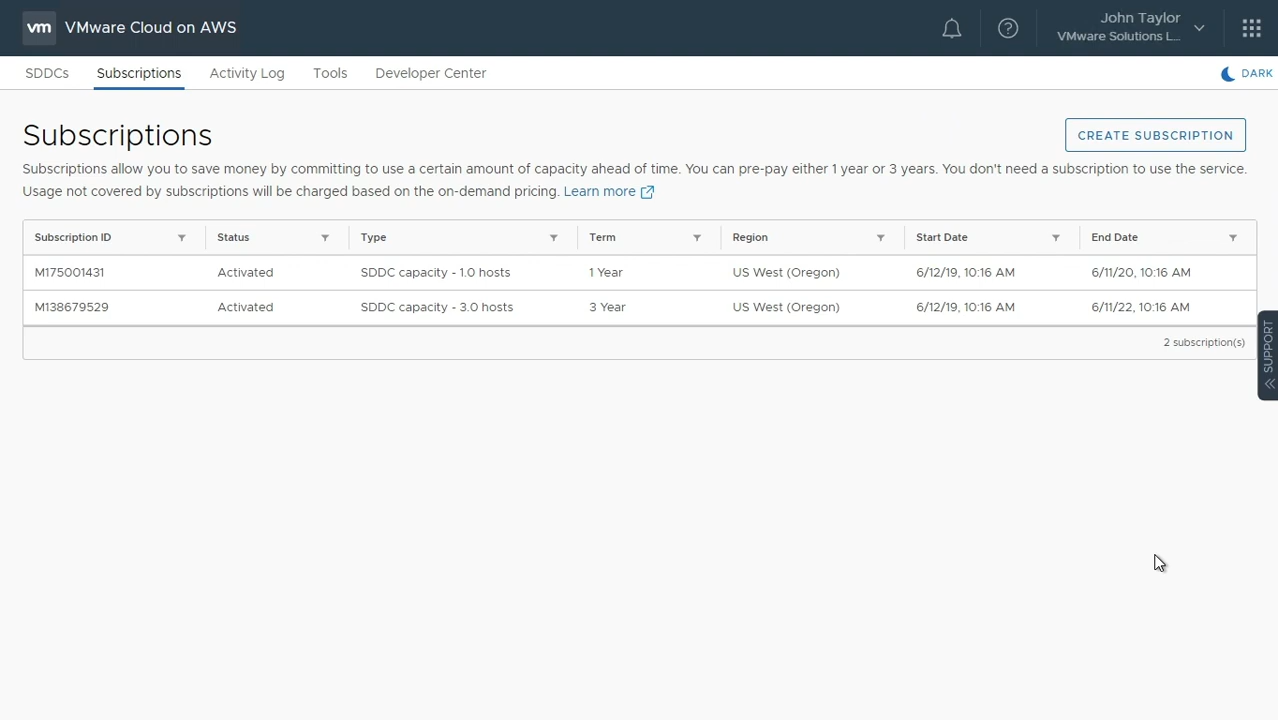 vm VMware Cloud on AWS
John Taylor
VMware Solutions L...
SDDCs Subscriptions Activity Log Tools Developer Center DARK
Subscriptions
CREATE SUBSCRIPTION
Subscriptions allow you to save money by committing to use a certain amount of capacity ahead of time. You can pre-pay either 1 year or 3 years. You don't need a subscription to use the service.
Usage not covered by subscriptions will be charged based on the on-demand pricing. Learn more
Subscription ID Status Type Term Region Start Date End Date
M175001431 Activated SDDC capacity - 1.0 hosts 1 Year US West (Oregon) 6/12/19, 10:16 AM 6/11/20, 10:16 AM
M138679529 Activated SDDC capacity - 3.0 hosts 3 Year US West (Oregon) 6/12/19, 10:16 AM 6/11/22, 10:16 AM
2 subscription(s)
SUPPORT